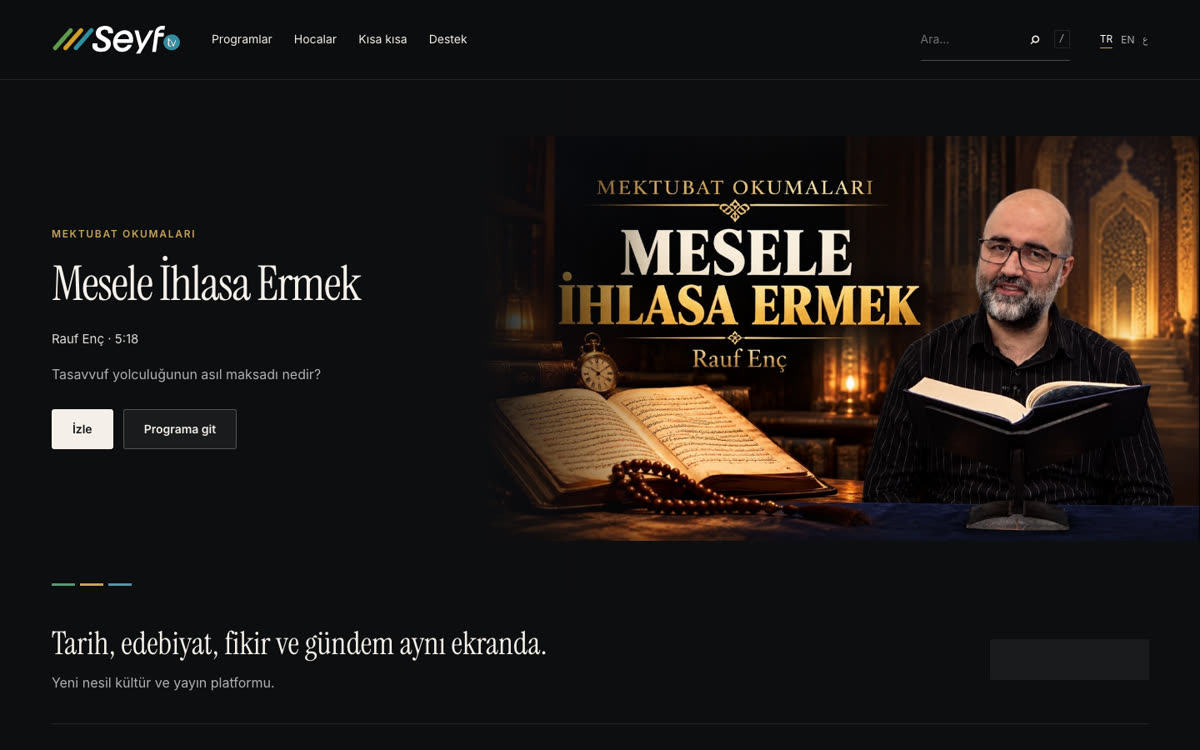 Seyf tv
Programlar
Hocalar
Kısa kısa
Destek
Ara...
/
TR
EN
ع
MEKTUBAT OKUMALARI
Mesele İhlasa Ermek
Rauf Enç · 5:18
Tasavvuf yolculuğunun asıl maksadı nedir?
İzle
Programa git
MEKTUBAT OKUMALARI
MESELE
İHLASA ERMEK
Rauf Enç
Tarih, edebiyat, fikir ve gündem aynı ekranda.
Yeni nesil kültür ve yayın platformu.